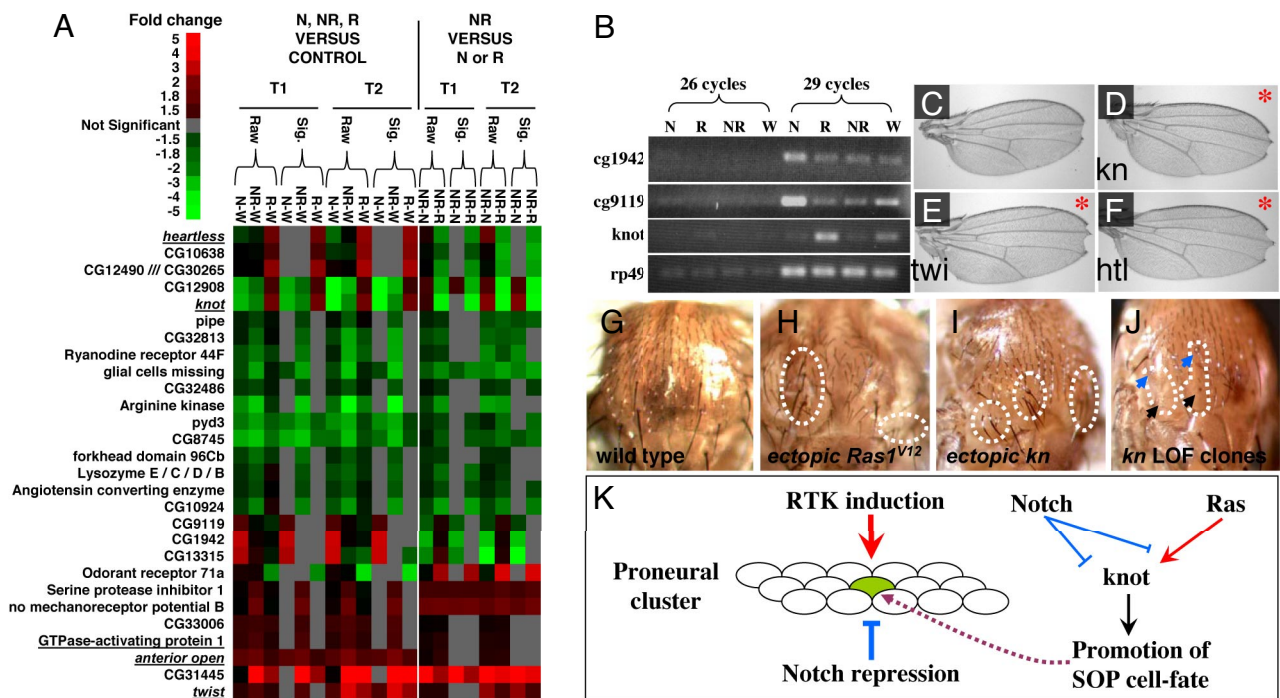 A
Fold change
5
4
3
2
1.8
1.5
Not Significant
-1.5
-1.8
-2
-3
-4
-5
N, NR, R
VERSUS
CONTROL
NR
VERSUS
N or R
T1
T2
T1
T2
Raw
Sig.
Raw
Sig.
Raw
Sig.
Raw
Sig.
N-W
NR-W
R-W
N-W
NR-W
R-W
N-W
NR-W
R-W
N-W
NR-W
R-W
NR-N
NR-R
NR-N
NR-R
NR-N
NR-R
NR-N
NR-R
heartless
CG10638
CG12490 /// CG30265
CG12908
knot
pipe
CG32813
Ryanodine receptor 44F
glial cells missing
CG32486
Arginine kinase
pyd3
CG8745
forkhead domain 96Cb
Lysozyme E / C / D / B
Angiotensin converting enzyme
CG10924
CG9119
CG1942
CG13315
Odorant receptor 71a
Serine protease inhibitor 1
no mechanoreceptor potential B
CG33006
GTPase-activating protein 1
anterior open
CG31445
twist
B
26 cycles
29 cycles
N R NR W N R NR W
cg1942
cg9119
knot
rp49
C
D
*
kn
E
*
twi
F
*
htl
G
wild type
H
ectopic Ras1V12
I
ectopic kn
J
kn LOF clones
K
RTK induction
Proneural
cluster
Notch repression
Notch
Ras
knot
Promotion of
SOP cell-fate